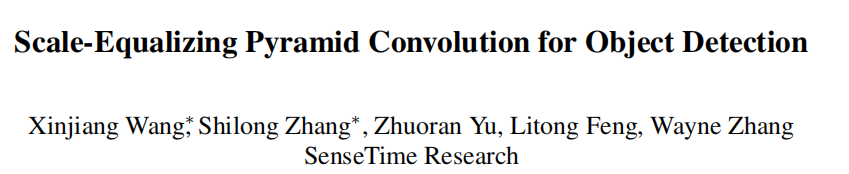 Scale-Equalizing Pyramid Convolution for Object Detection
Xinjiang Wang,* Shilong Zhang*, Zhuoran Yu, Litong Feng, Wayne Zhang
SenseTime Research